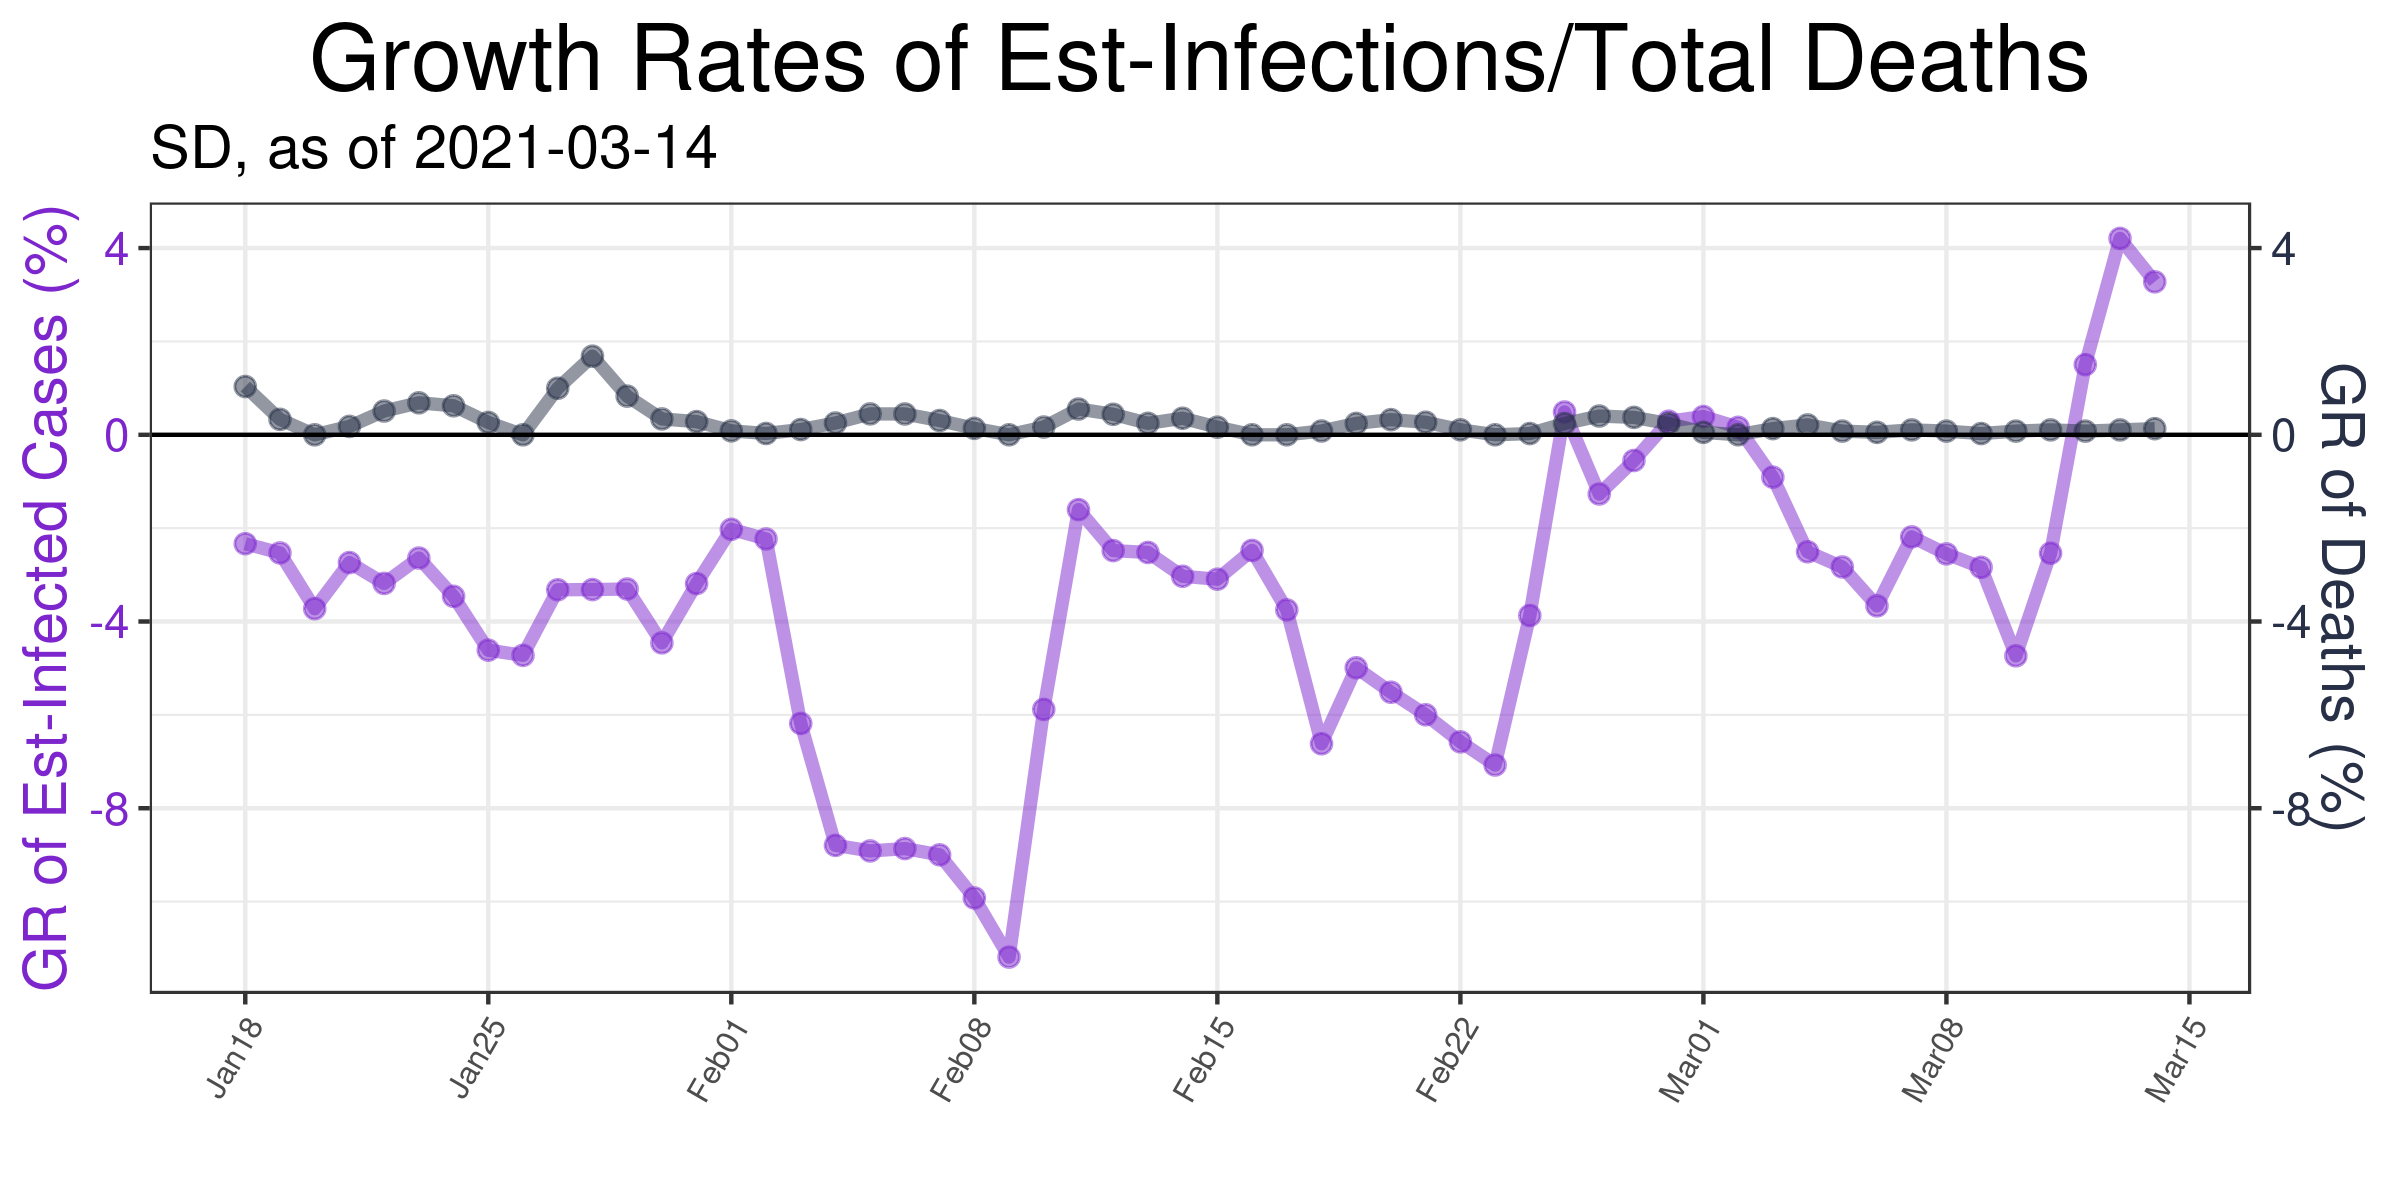 Growth Rates of Est-Infections/Total Deaths
SD, as of 2021-03-14
GR of Est-Infected Cases (%)
4
0
-4
-8
4
0
-4
-8
GR of Deaths (%)
Jan18
Jan25
Feb01
Feb08
Feb15
Feb22
Mar01
Mar08
Mar15